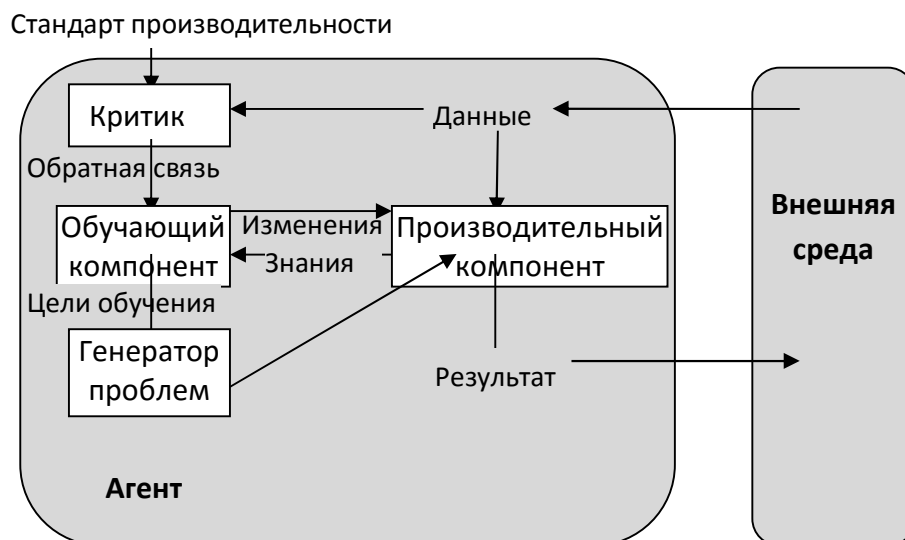 Стандарт производительности
Критик
Данные
Обратная связь
Обучающий
компонент
Изменения
Знания
Производительный
компонент
Внешняя
среда
Цели обучения
Генератор
проблем
Результат
Агент